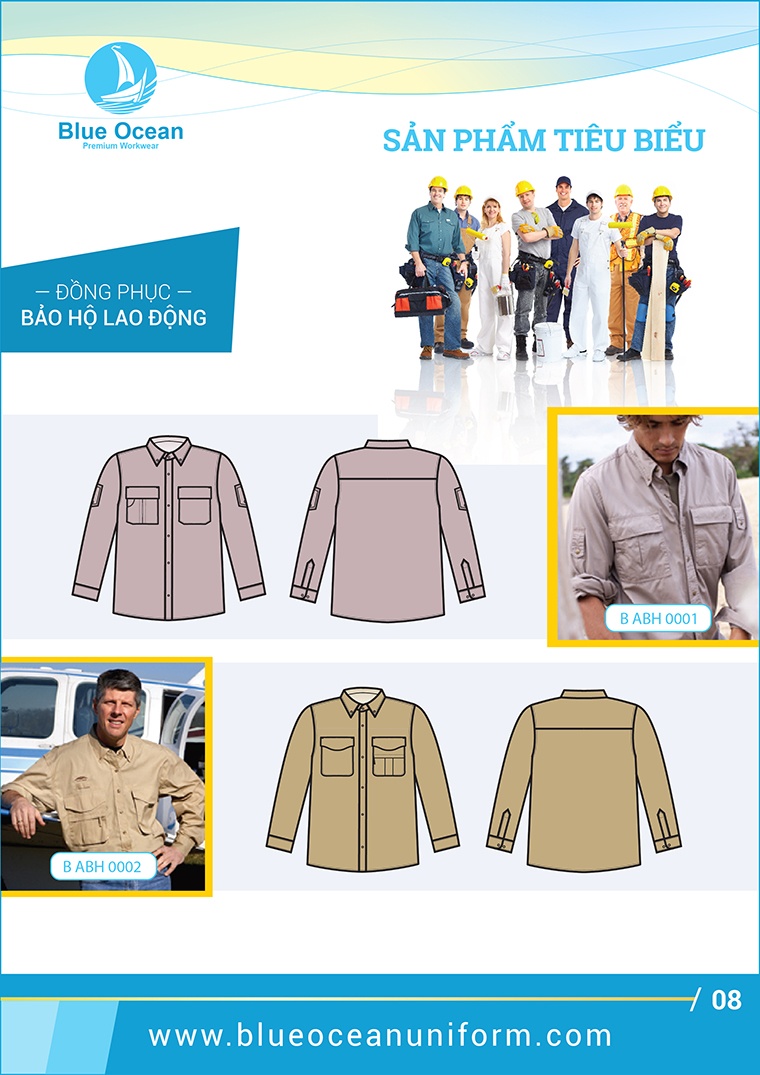 Blue Ocean
Premium Workwear
SẢN PHẨM TIÊU BIỂU
— ĐỒNG PHỤC —
BẢO HỘ LAO ĐỘNG
B ABH 0001
B ABH 0002
/ 08
www.blueoceanuniform.com